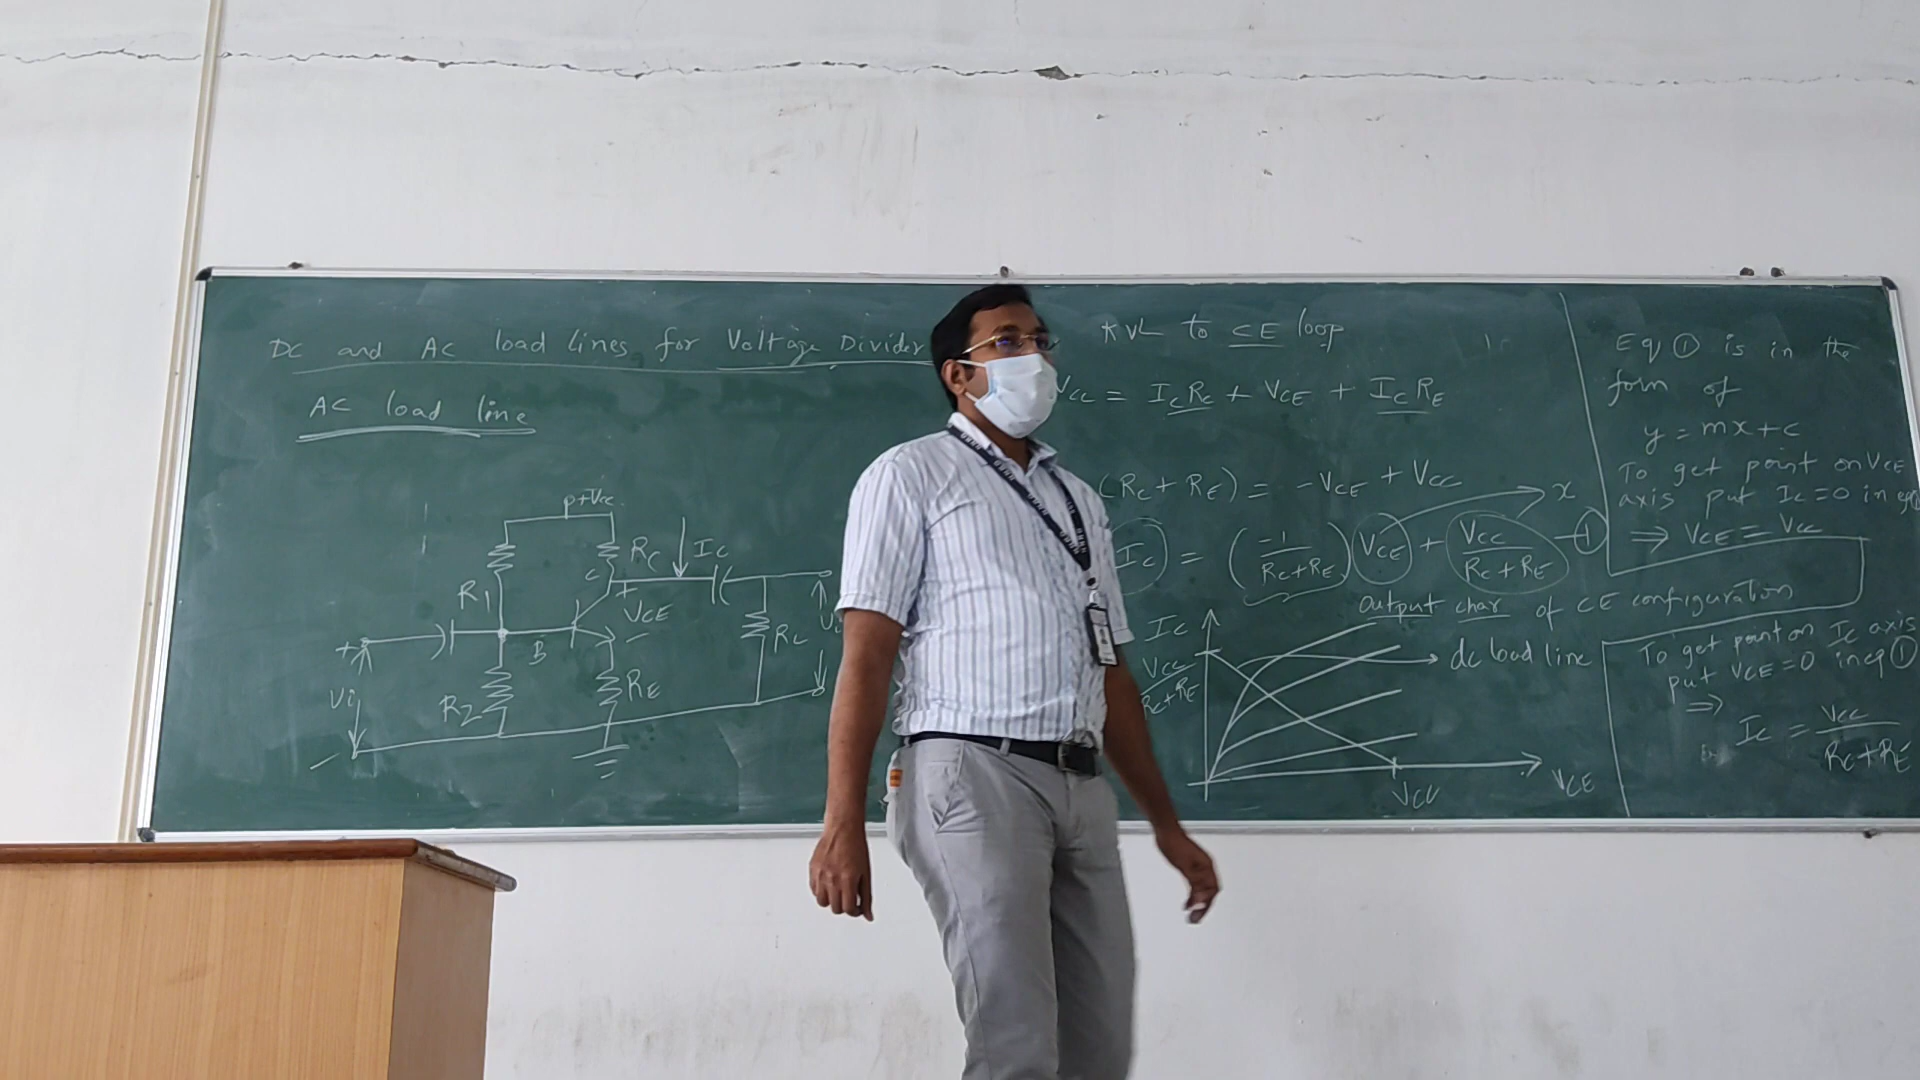 DC and AC load lines for Voltage Divider
AC load line
+Vcc
R1
RC
IC
C
+
VCE
-
B
RL
+
Vi
R2
RE
-
KVL to CE loop
VCC = ICRC + VCE + ICRE
(RC + RE) = -VCE + VCC
x
IC = (-1/RC+RE) VCE + VCC/RC+RE - ①
Output char of CE configuration
IC
VCC/RC+RE
dc load line
VCC
VCE
Eq ① is in the
form of
y = mx + c
To get point on VCE
axis put IC = 0 in eq ①
⇒ VCE = VCC
To get point on IC axis
put VCE = 0 in eq ①
⇒
IC = VCC/RC+RE